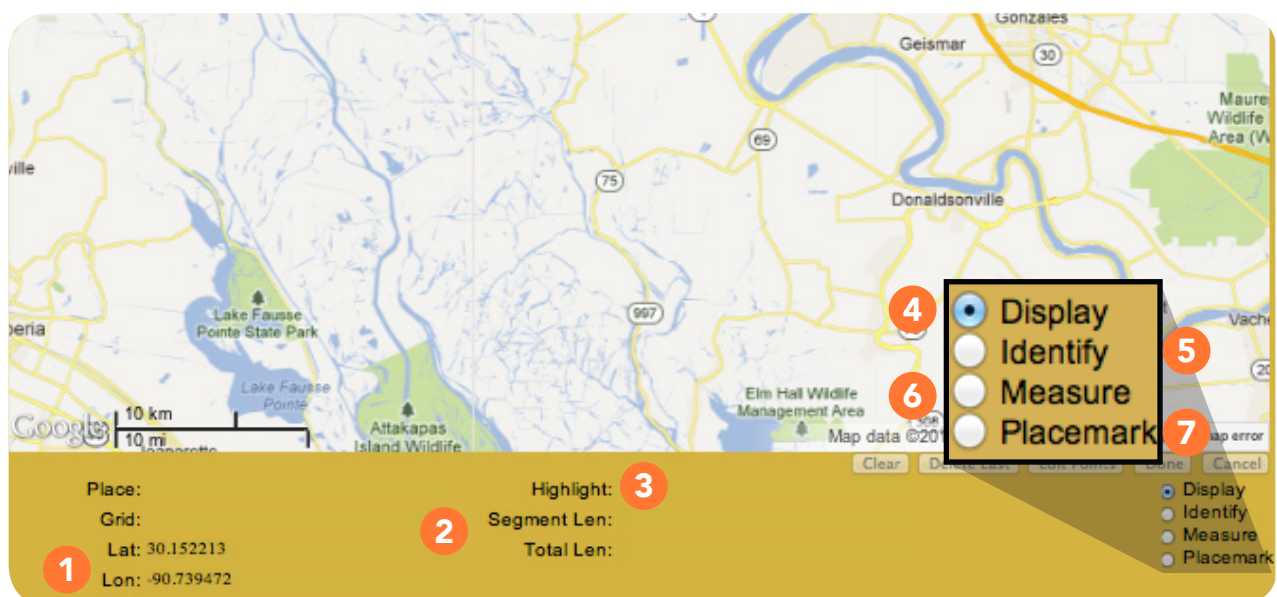 Gonzales
Geismar
30
Maure
Wildlife
Area (W
69
ville
75
Donaldsonville
4
Display
Lake Fausse
Pointe State Park
997
peria
Vache
Identify
5
Lake Fausse
Pointe
Elm Hall Wildlife
Management Area
6
Measure
10 km
Google
10 mi
Attakapas
Island Wildlife
308
Map data ©201
Placemark
7
map error
Clear
Delete Last
Edit Points
Done
Cancel
Place:
Highlight:
3
Display
Grid:
2
Segment Len:
Identify
Lat: 30.152213
Total Len:
Measure
1
Lon: -90.739472
Placemark